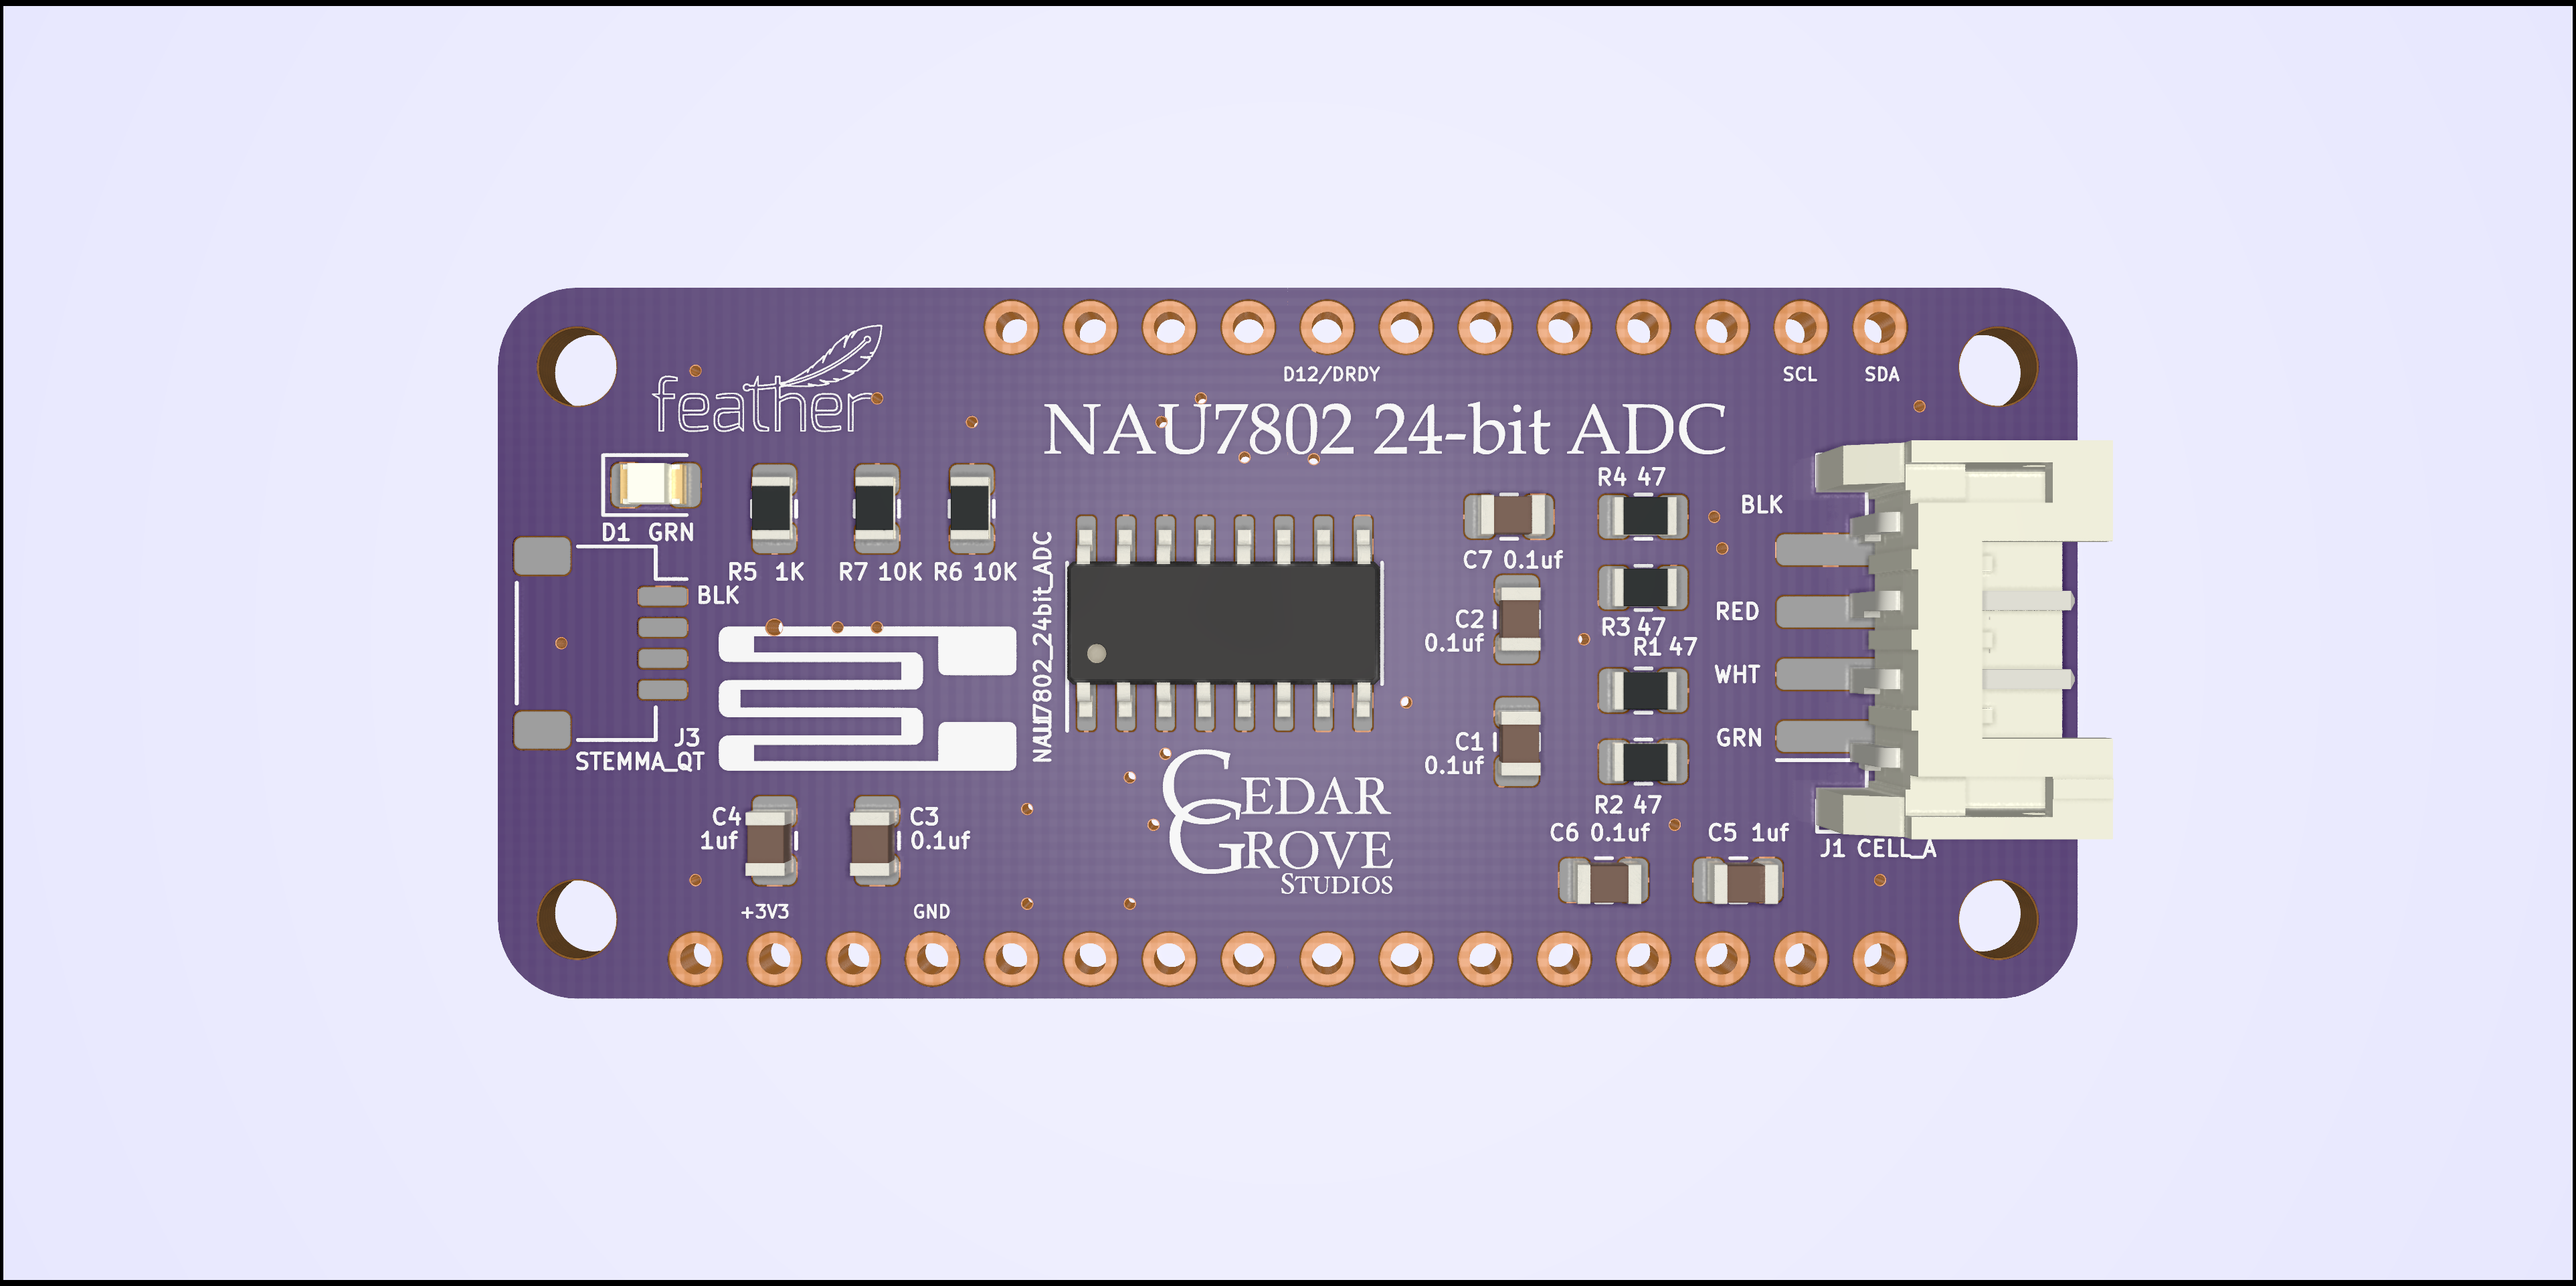 D12/DRDY
SCL
SDA
feather
NAU7802 24-bit ADC
D1 GRN
R5 1K
R7 10K
R6 10K
NAU7802_24bit_ADC
C7 0.1uf
R4 47
BLK
BLK
RED
C2
0.1uf
R3 47
R1 47
WHT
GRN
J3
STEMMA_QT
C1
0.1uf
CEDAR
GROVE
STUDIOS
R2 47
C4
1uf
C3
0.1uf
C6 0.1uf
C5 1uf
J1 CELL_A
+3V3
GND